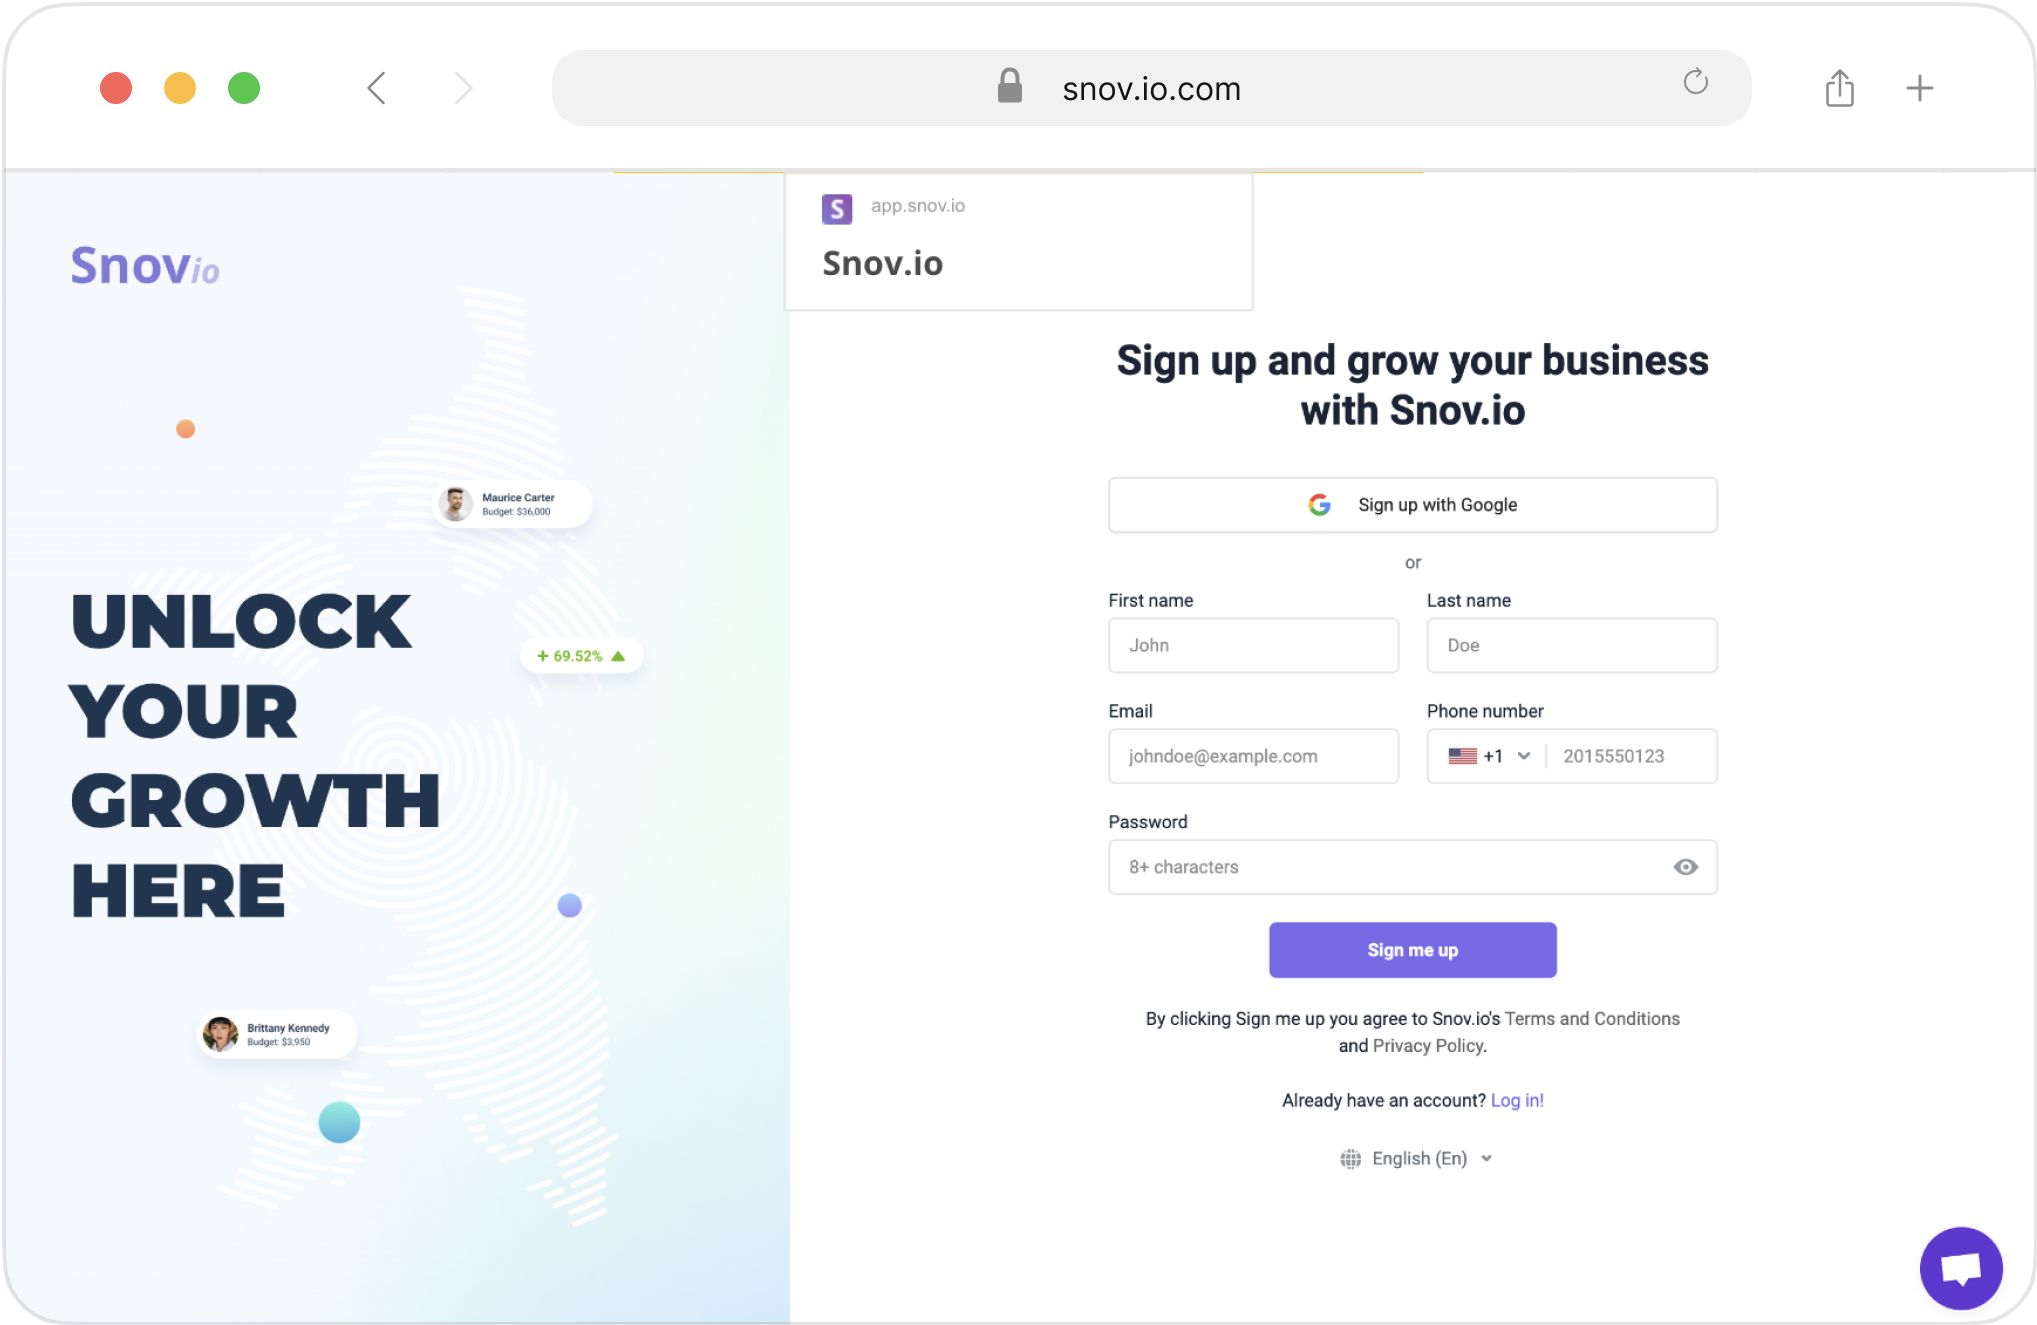 snov.io.com
S app.snov.io
Snov.io
Snovio
Maurice Carter
Budget: $36,000
+ 69.52%
UNLOCK
YOUR
GROWTH
HERE
Brittany Kennedy
Budget: $3,950
Sign up and grow your business
with Snov.io
Sign up with Google
or
First name
Last name
John
Doe
Email
Phone number
johndoe@example.com
+1 2015550123
Password
8+ characters
Sign me up
By clicking Sign me up you agree to Snov.io's Terms and Conditions
and Privacy Policy.
Already have an account? Log in!
English (En)